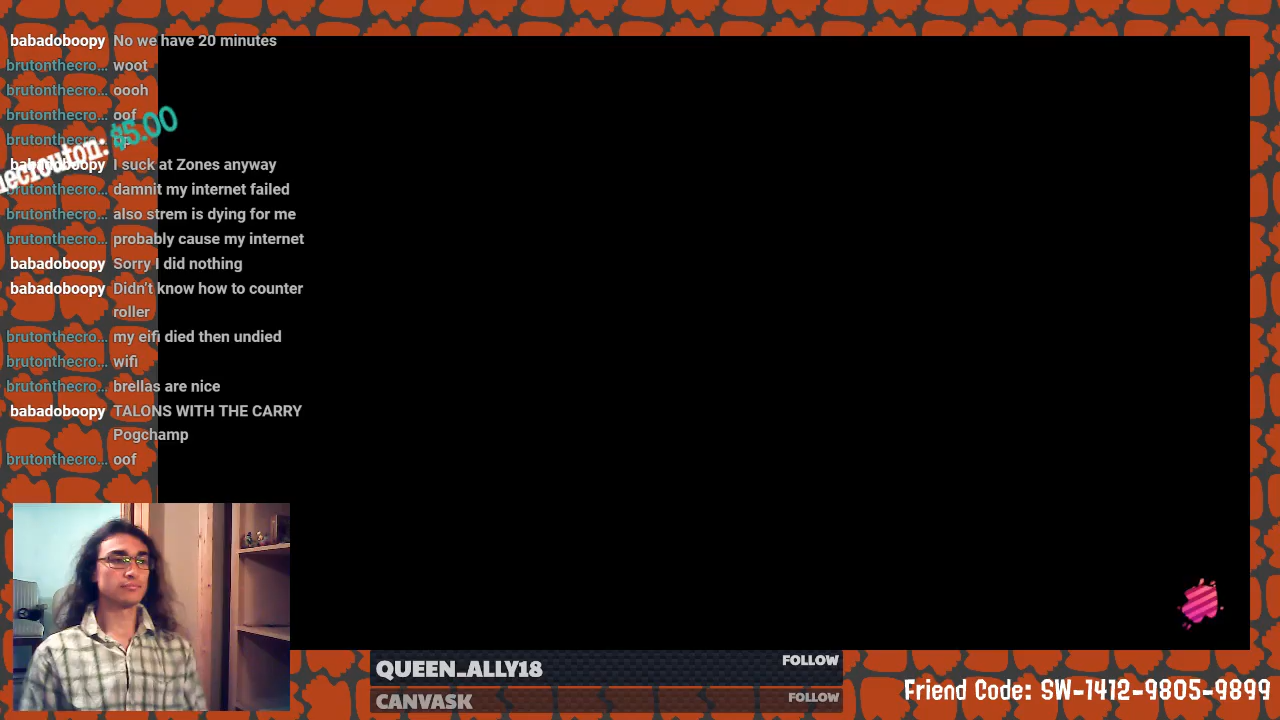 babadoboopy No we have 20 minutes
brutonthecro... woot
brutonthecro... oooh
brutonthecro... oof
brutonthecro...
necrouton: $5.00
babadoboopy I suck at Zones anyway
brutonthecro... damnit my internet failed
brutonthecro... also strem is dying for me
brutonthecro... probably cause my internet
babadoboopy Sorry I did nothing
babadoboopy Didn't know how to counter
roller
brutonthecro... my eifi died then undied
brutonthecro... wifi
brutonthecro... brellas are nice
babadoboopy TALONS WITH THE CARRY
Pogchamp
brutonthecro... oof
QUEEN_ALLY18 FOLLOW
CANVASK FOLLOW
Friend Code: SW-1412-9805-9899